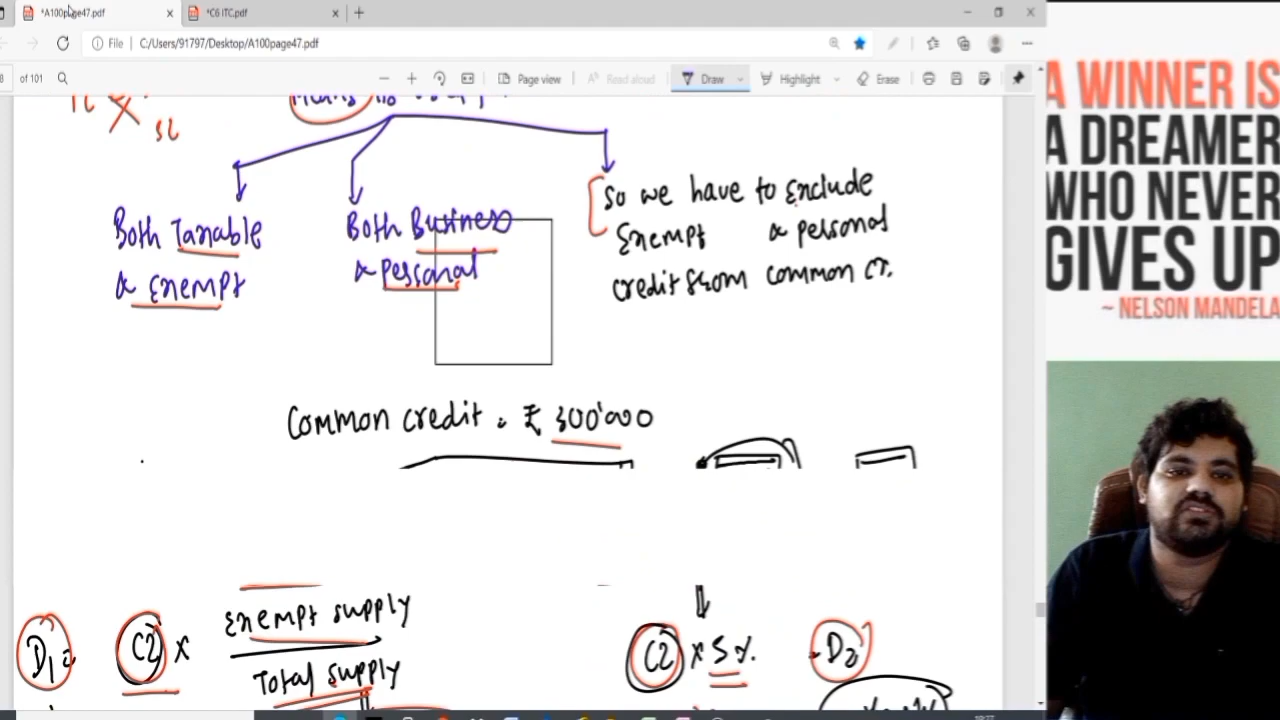 *A100page47.pdf
*C6 ITC.pdf
File
C:/Users/91797/Desktop/A100page47.pdf
of 101
Page view
Read aloud
Draw
Highlight
Erase
Both Taxable
& Exempt
Both Business
& Personal
So we have to Exclude
Exempt & personal
credit from common cr.
Common credit = ₹ 300'000
D1 = C2 x Exempt supply
Total supply
C2 x 5%. = D2
A WINNER IS
A DREAMER
WHO NEVER
GIVES UP
~ NELSON MANDELA